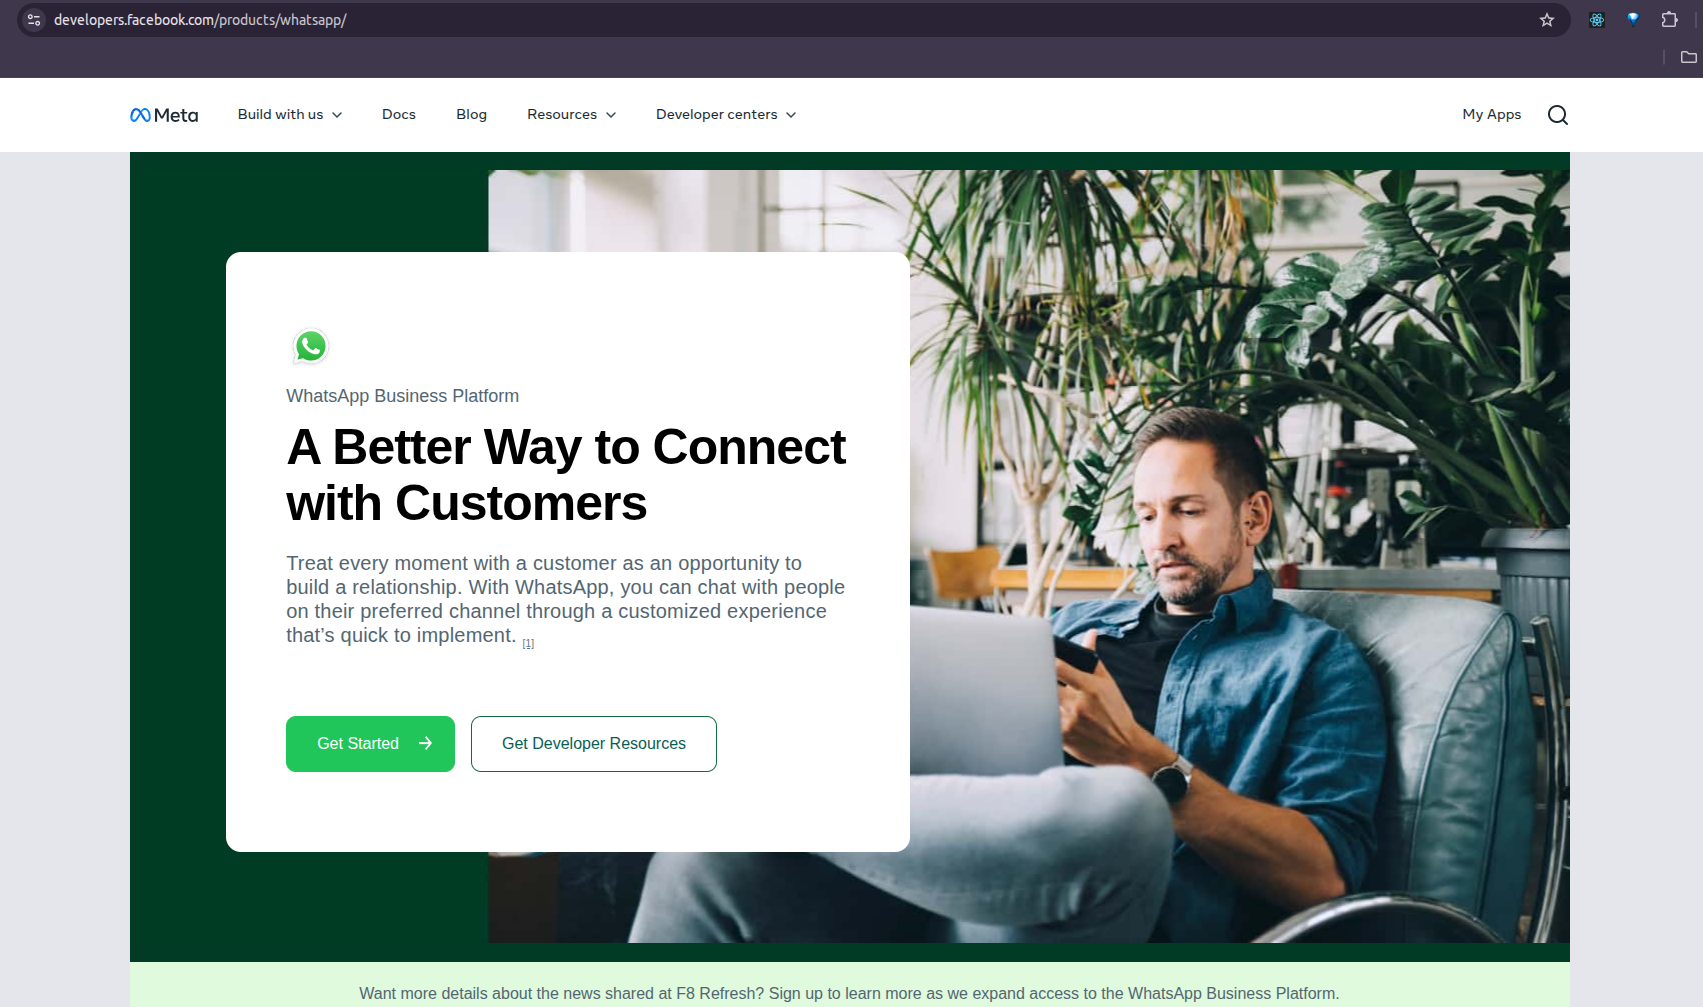 developers.facebook.com/products/whatsapp/
Meta
Build with us
Docs
Blog
Resources
Developer centers
My Apps
WhatsApp Business Platform
A Better Way to Connect
with Customers
Treat every moment with a customer as an opportunity to
build a relationship. With WhatsApp, you can chat with people
on their preferred channel through a customized experience
that’s quick to implement. [1]
Get Started
Get Developer Resources
Want more details about the news shared at F8 Refresh? Sign up to learn more as we expand access to the WhatsApp Business Platform.